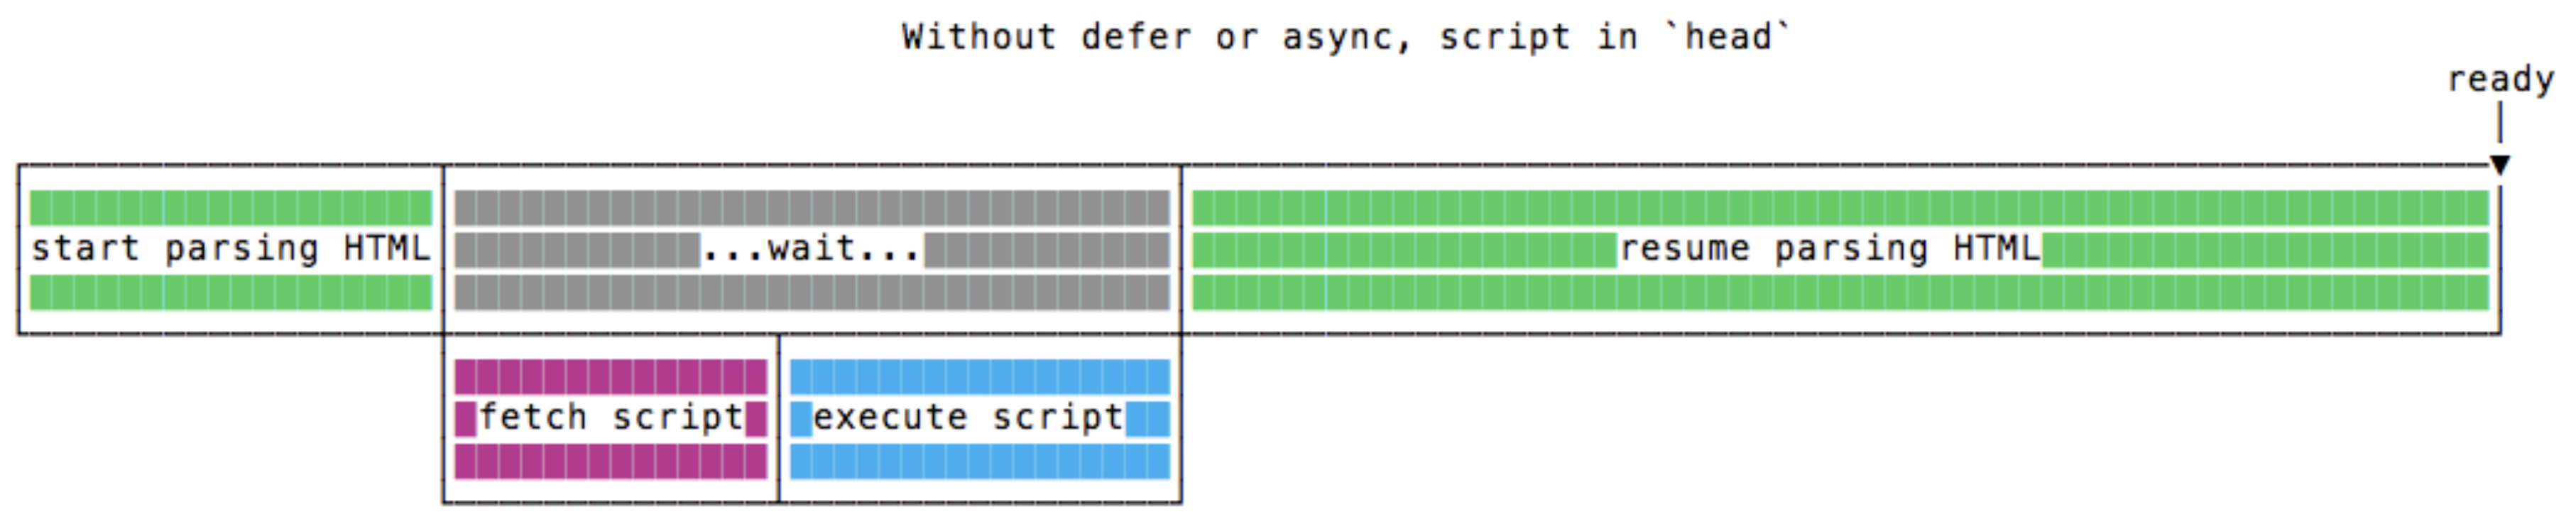 Without defer or async, script in `head`
ready
start parsing HTML
...wait...
resume parsing HTML
fetch script
execute script